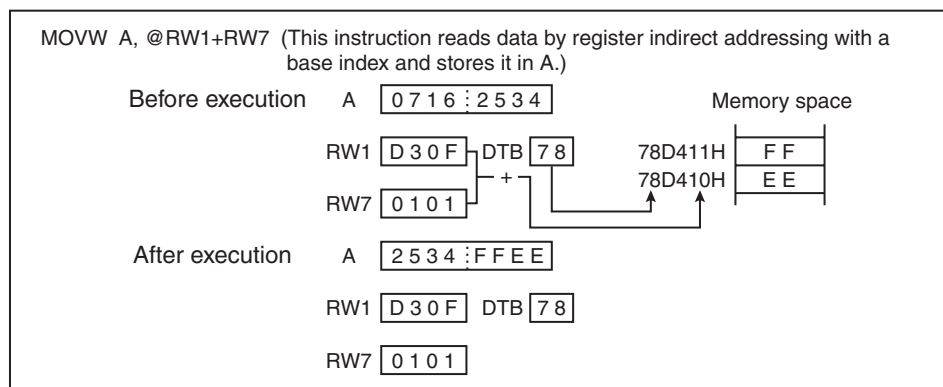 MOVW A, @RW1+RW7 (This instruction reads data by register indirect addressing with a
base index and stores it in A.)
Before execution A 0716 2534 Memory space
RW1 D30F DTB 78 78D411H FF
+ 78D410H EE
RW7 0101
After execution A 2534 FFEE
RW1 D30F DTB 78
RW7 0101